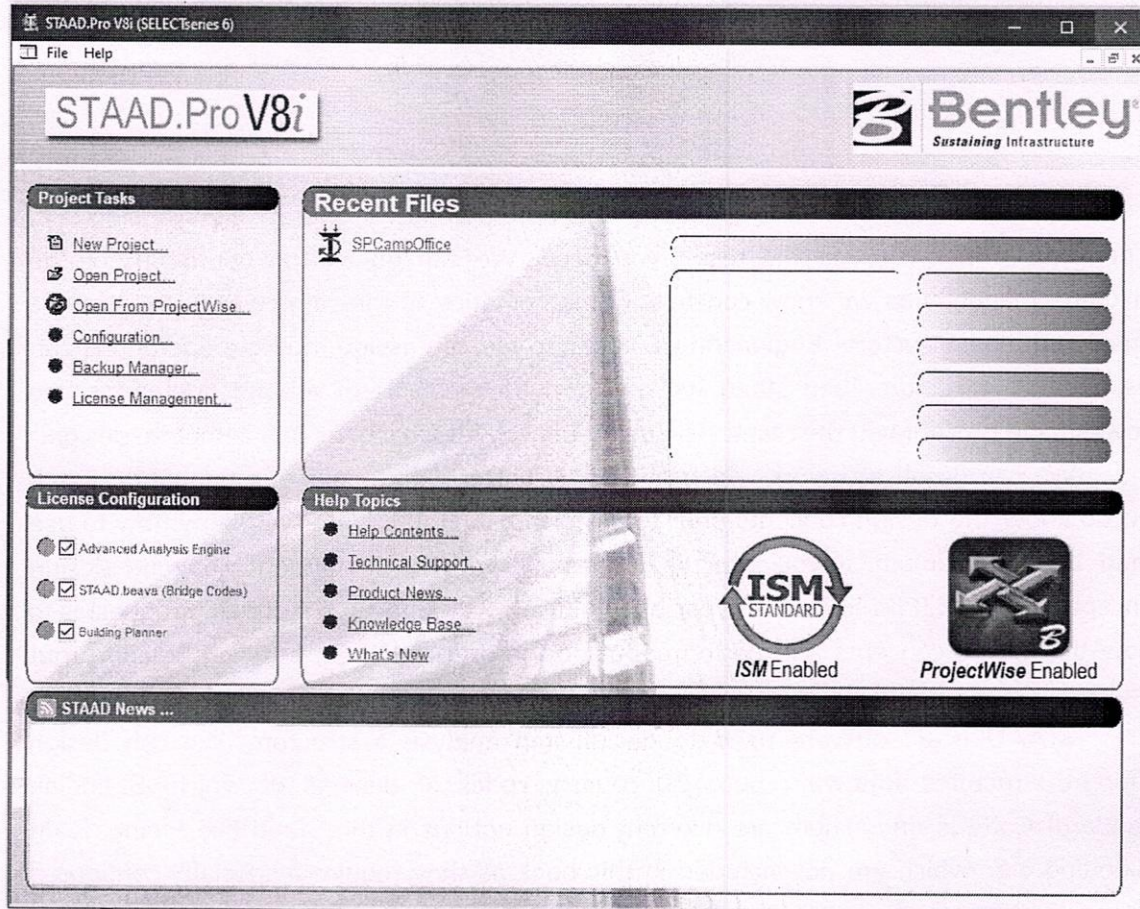 STAAD.Pro V8i (SELECTseries 6)
File Help
STAAD.Pro V8i
Bentley
Sustaining Infrastructure
Project Tasks
New Project...
Open Project...
Open From ProjectWise...
Configuration...
Backup Manager...
License Management...
Recent Files
SPCampOffice
License Configuration
Advanced Analysis Engine
STAAD.beava (Bridge Codes)
Building Planner
Help Topics
Help Contents...
Technical Support...
Product News...
Knowledge Base...
What's New
ISM
STANDARD
ISM Enabled
B
ProjectWise Enabled
STAAD News ...